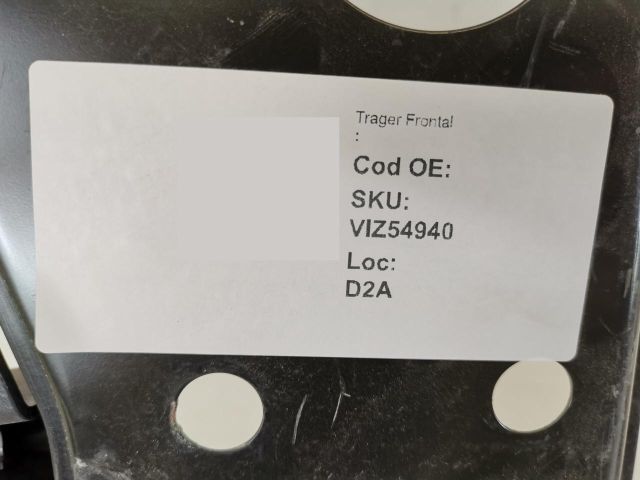 Trager Frontal
:
Cod OE:
SKU:
VIZ54940
Loc:
D2A